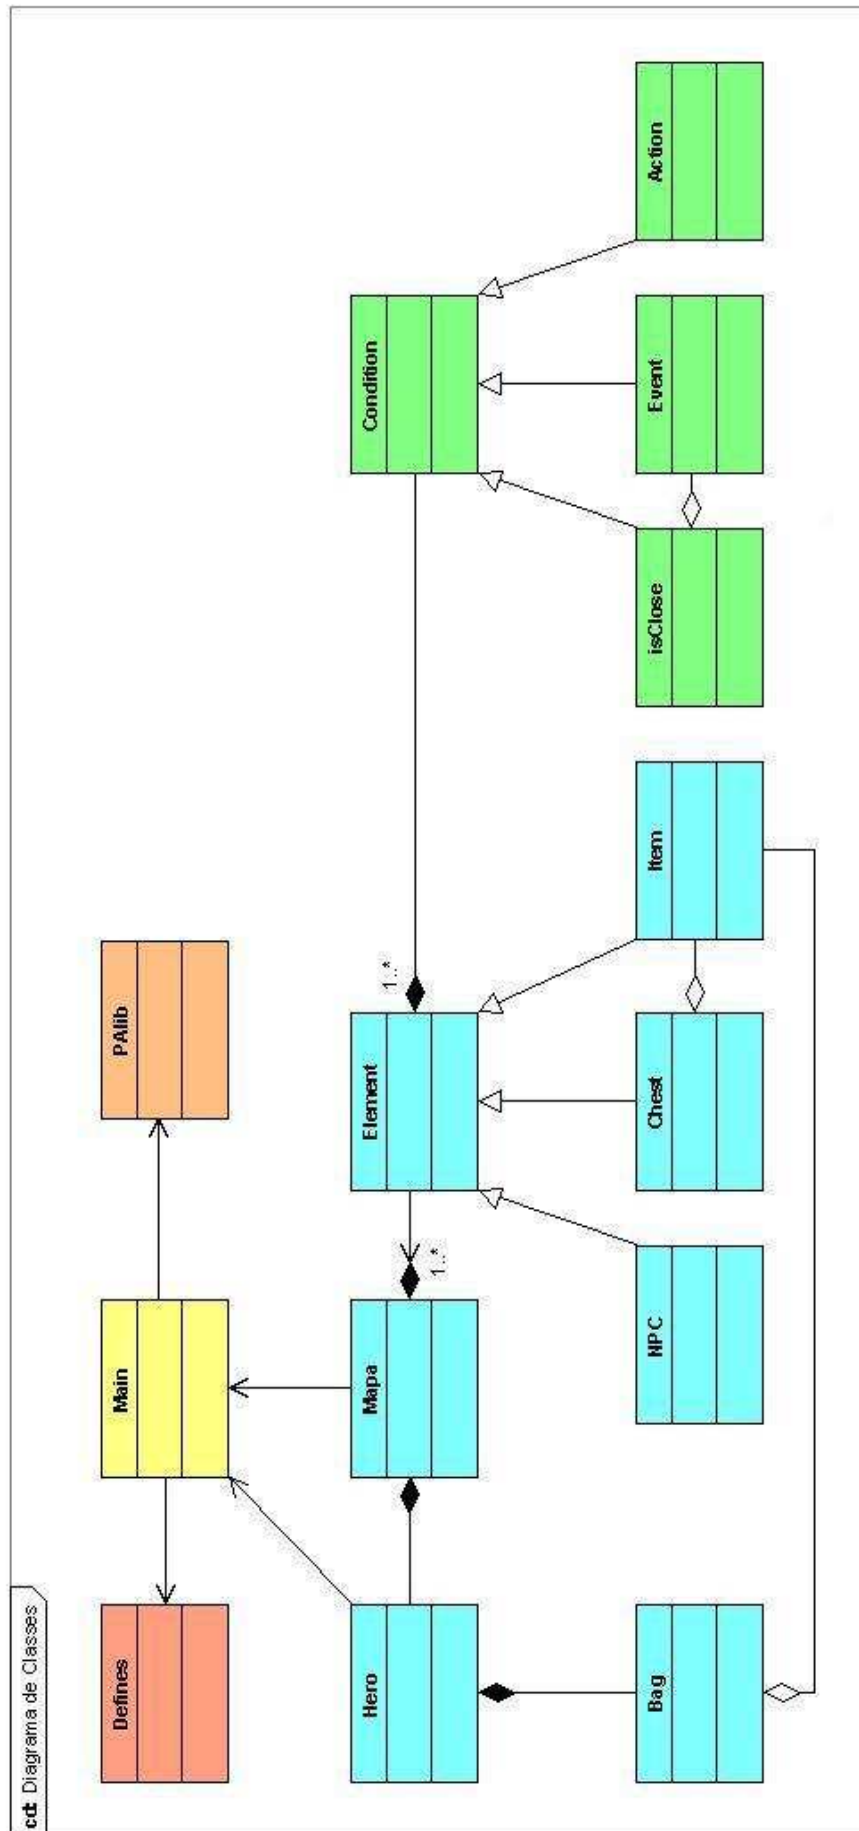 cd: Diagrama de Classes
Defines
Main
PAlib
Hero
Mapa
1..*
Element
1..*
Condition
Bag
NPC
Chest
Item
isClose
Event
Action